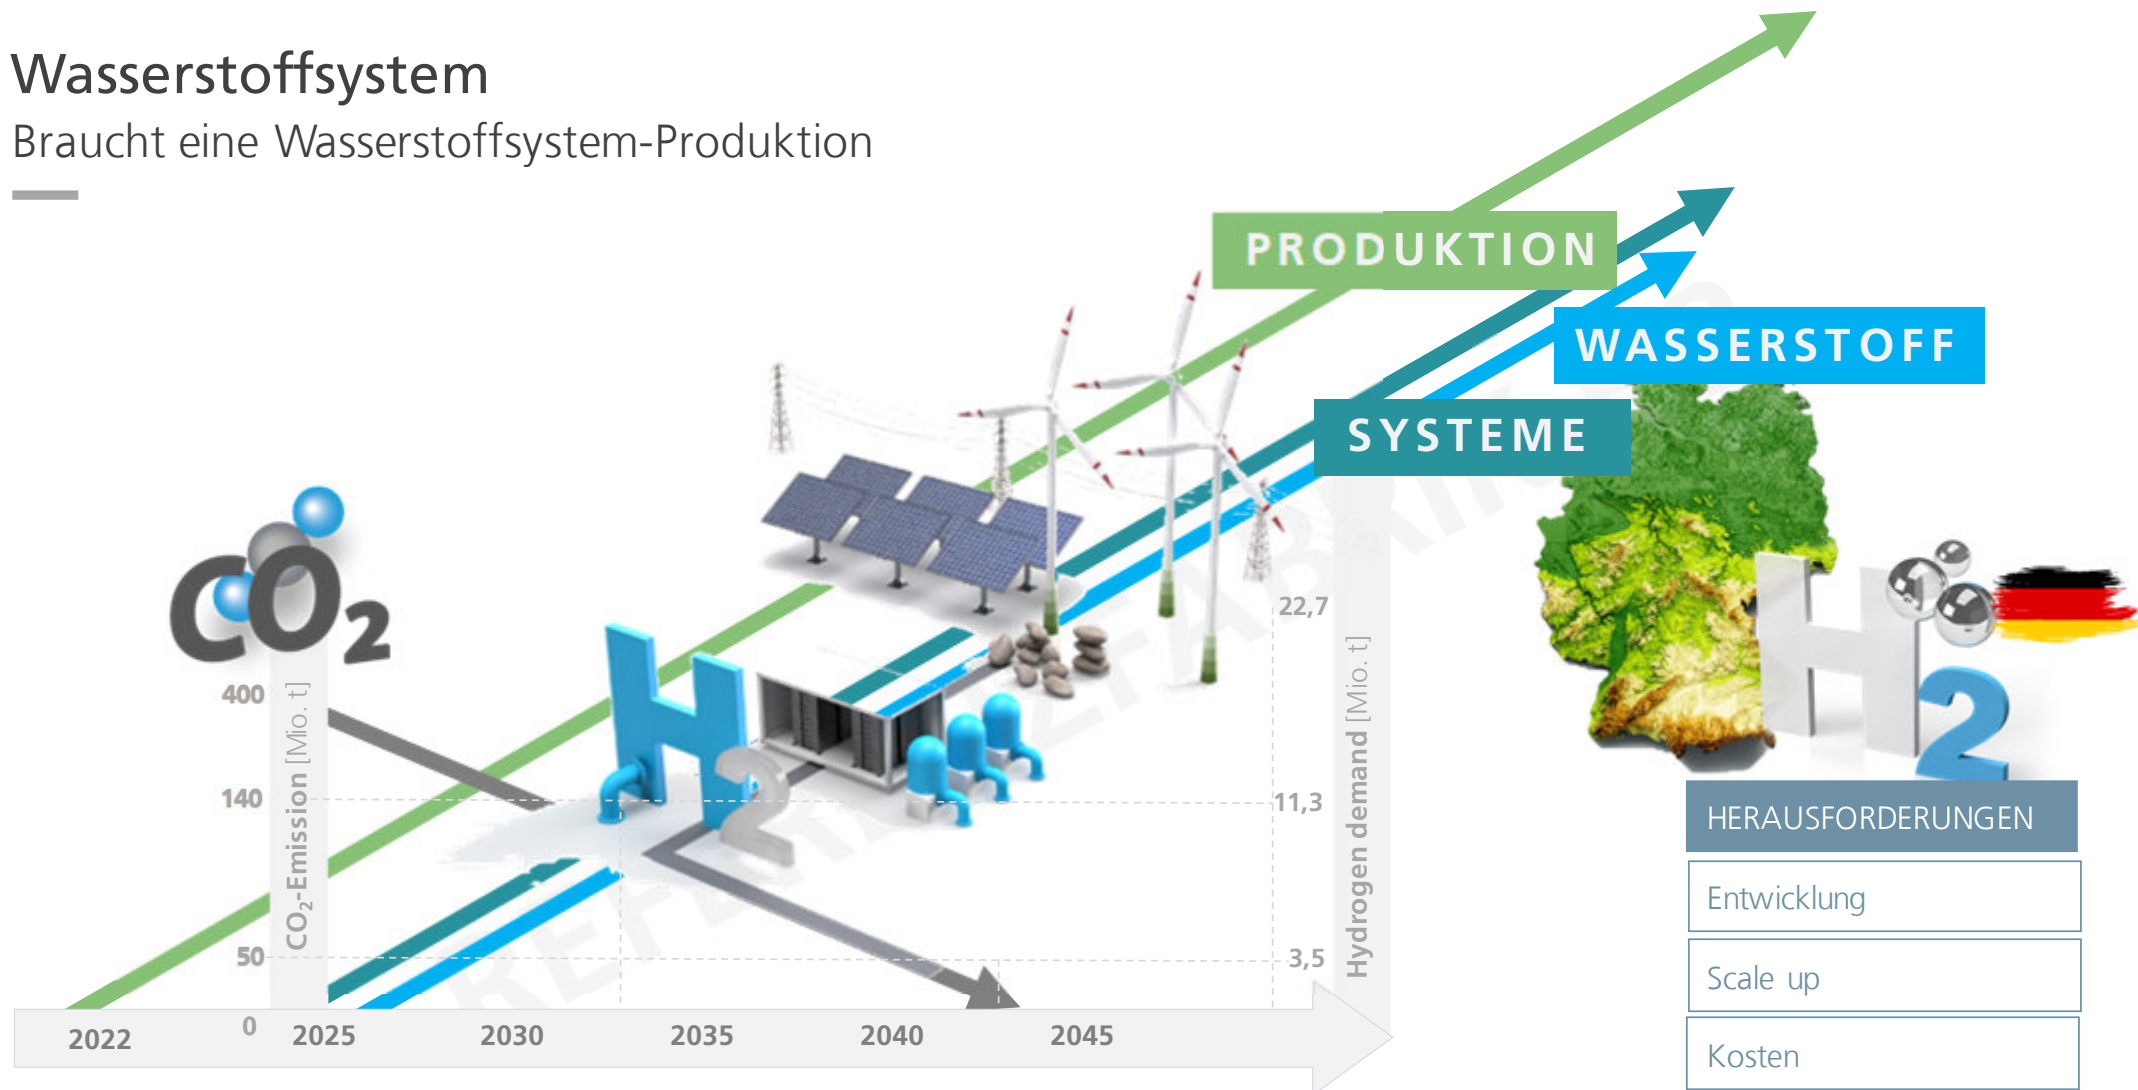 Wasserstoffsystem
Braucht eine Wasserstoffsystem-Produktion
PRODUKTION
WASSERSTOFF
SYSTEME
CO2
400
140
50
0
CO₂-Emission [Mio. t]
H2
22,7
11,3
3,5
Hydrogen demand [Mio. t]
H2
2022
2025
2030
2035
2040
2045
HERAUSFORDERUNGEN
Entwicklung
Scale up
Kosten